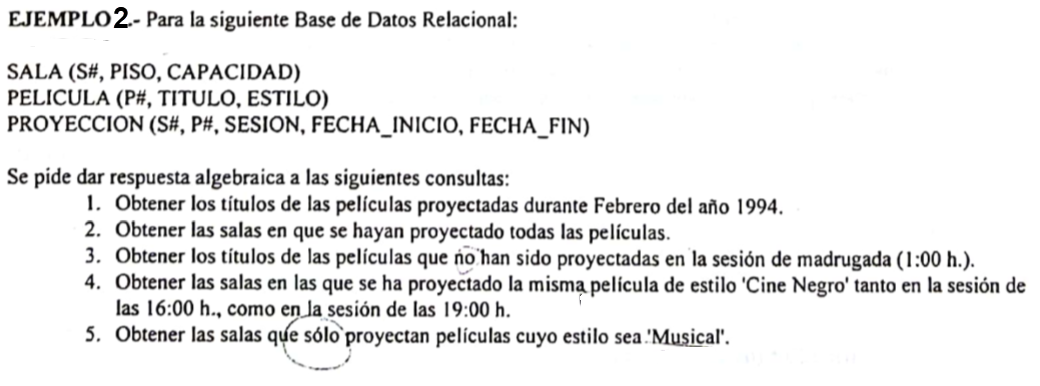 EJEMPLO 2.- Para la siguiente Base de Datos Relacional:
SALA (S#, PISO, CAPACIDAD)
PELICULA (P#, TITULO, ESTILO)
PROYECCION (S#, P#, SESION, FECHA_INICIO, FECHA_FIN)
Se pide dar respuesta algebraica a las siguientes consultas:
1. Obtener los títulos de las películas proyectadas durante Febrero del año 1994.
2. Obtener las salas en que se hayan proyectado todas las películas.
3. Obtener los títulos de las películas que no han sido proyectadas en la sesión de madrugada (1:00 h.).
4. Obtener las salas en las que se ha proyectado la misma película de estilo 'Cine Negro' tanto en la sesión de
las 16:00 h., como en la sesión de las 19:00 h.
5. Obtener las salas que sólo proyectan películas cuyo estilo sea 'Musical'.